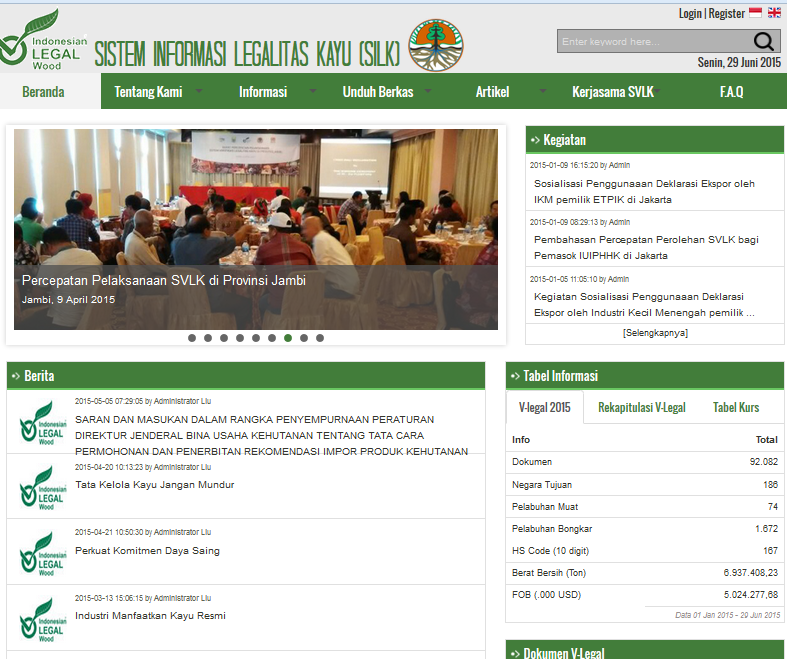 Indonesian
LEGAL
Wood
SISTEM INFORMASI LEGALITAS KAYU (SILK)
Login | Register
Enter keyword here...
Senin, 29 Juni 2015
Beranda
Tentang Kami
Informasi
Unduh Berkas
Artikel
Kerjasama SVLK
F.A.Q
Percepatan Pelaksanaan SVLK di Provinsi Jambi
Jambi, 9 April 2015
Kegiatan
2015-01-09 16:15:20 by Admin
Sosialisasi Penggunaaan Deklarasi Ekspor oleh
IKM pemilik ETPIK di Jakarta
2015-01-09 08:29:13 by Admin
Pembahasan Percepatan Perolehan SVLK bagi
Pemasok IUIPHHK di Jakarta
2015-01-05 11:05:10 by Admin
Kegiatan Sosialisasi Penggunaaan Deklarasi
Ekspor oleh Industri Kecil Menengah pemilik ...
[Selengkapnya]
Berita
2015-05-05 07:29:05 by Administrator Liu
SARAN DAN MASUKAN DALAM RANGKA PENYEMPURNAAN PERATURAN
DIREKTUR JENDERAL BINA USAHA KEHUTANAN TENTANG TATA CARA
PERMOHONAN DAN PENERBITAN REKOMENDASI IMPOR PRODUK KEHUTANAN
Indonesian
LEGAL
Wood
2015-04-20 10:13:23 by Administrator Liu
Tata Kelola Kayu Jangan Mundur
Indonesian
LEGAL
Wood
2015-04-21 10:50:30 by Administrator Liu
Perkuat Komitmen Daya Saing
Indonesian
LEGAL
Wood
2015-03-13 15:06:15 by Administrator Liu
Industri Manfaatkan Kayu Resmi
Indonesian
LEGAL
Wood
Tabel Informasi
V-legal 2015
Rekapitulasi V-Legal
Tabel Kurs
Info Total
Dokumen 92.082
Negara Tujuan 186
Pelabuhan Muat 74
Pelabuhan Bongkar 1.672
HS Code (10 digit) 167
Berat Bersih (Ton) 6.937.408,23
FOB (.000 USD) 5.024.277,68
Data 01 Jan 2015 - 29 Jun 2015
Dokumen V-Legal